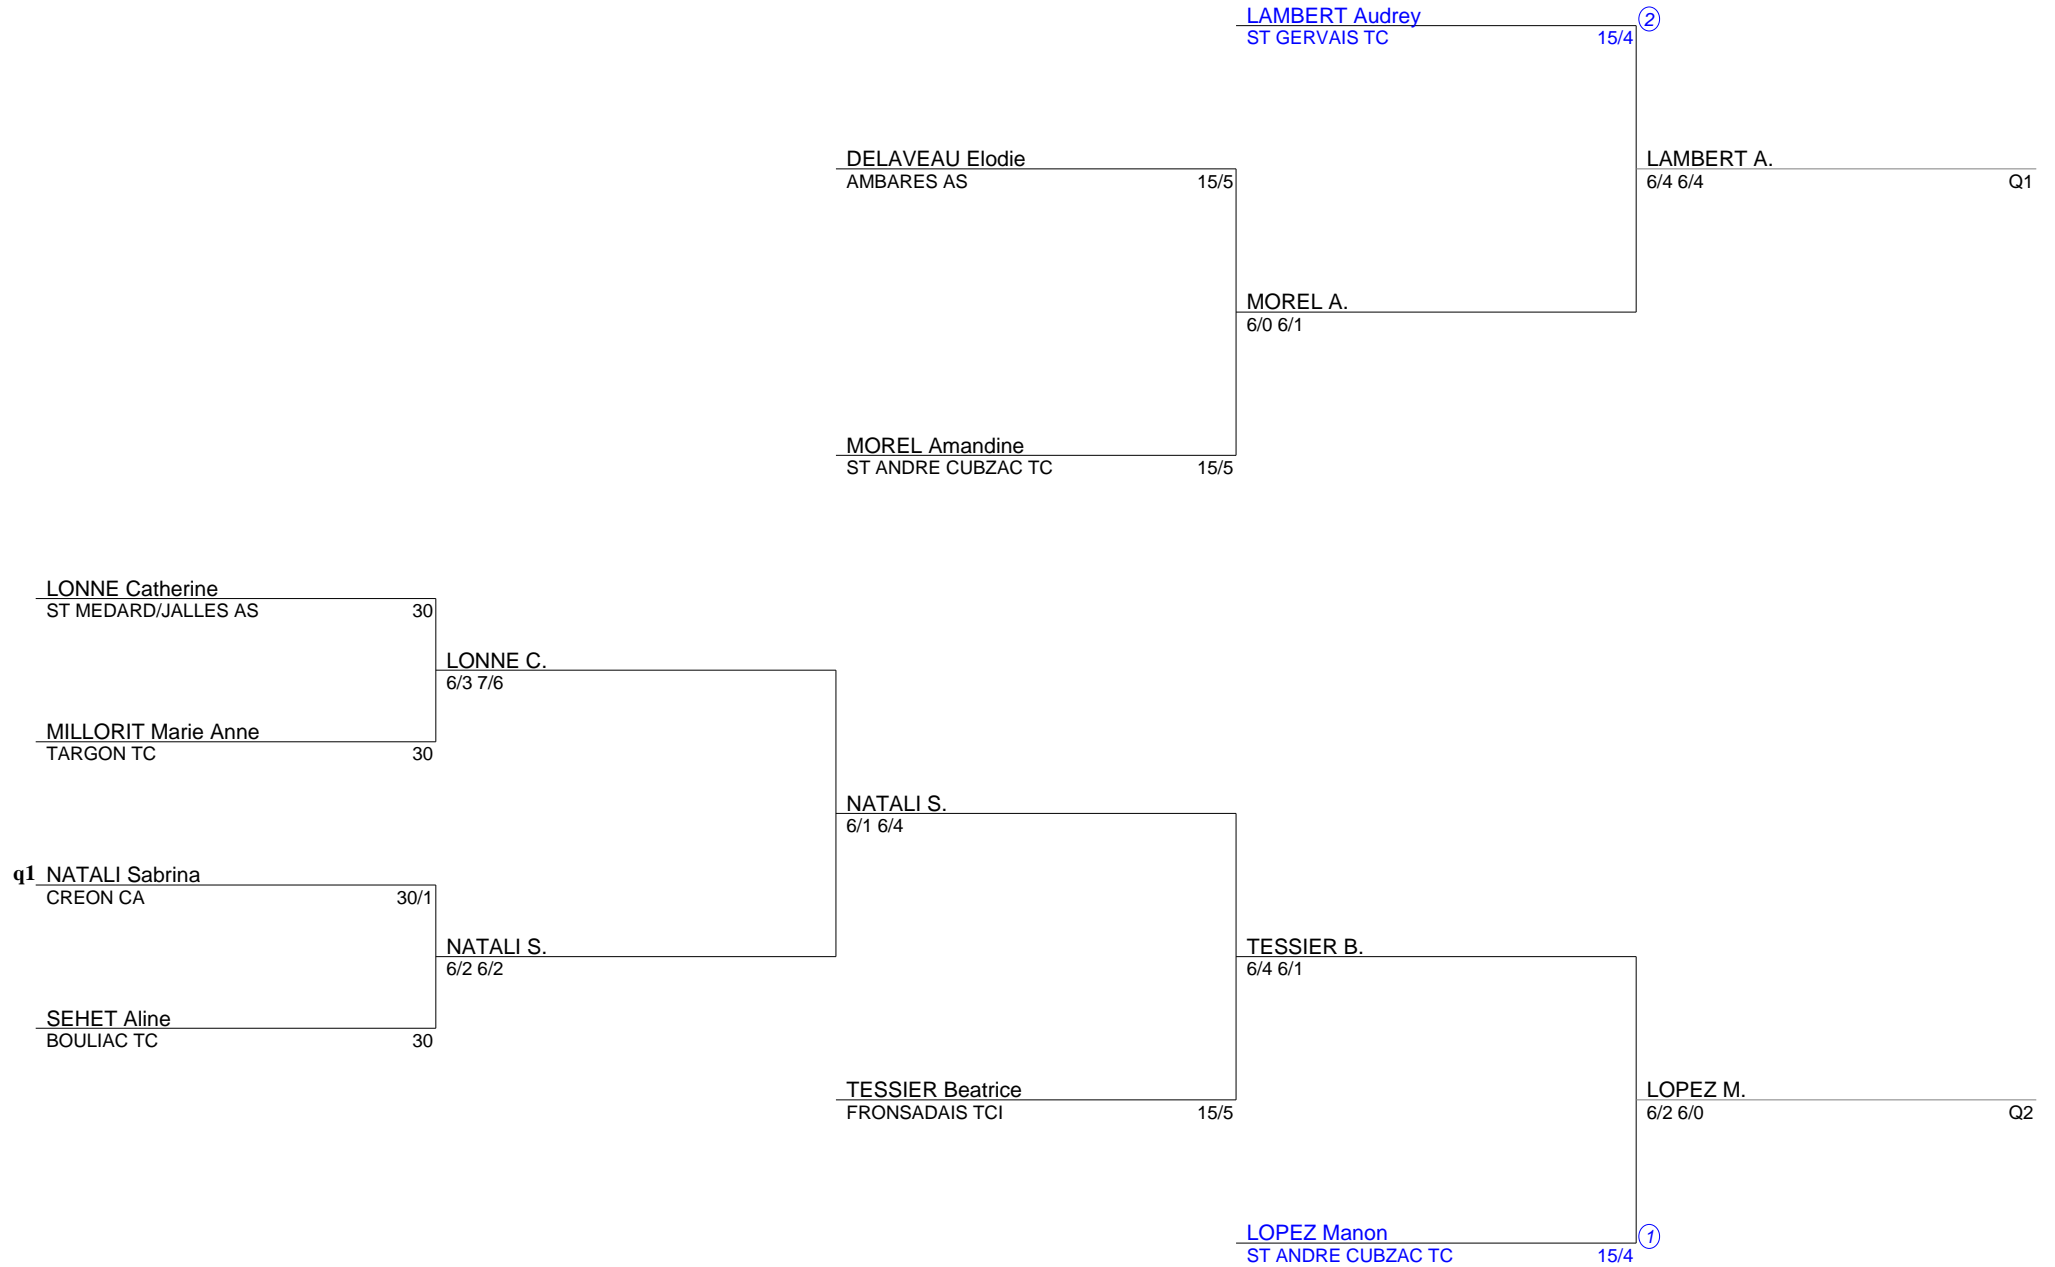 LAMBERT Audrey
2
ST GERVAIS TC 15/4
DELAVEAU Elodie
AMBARES AS 15/5
LAMBERT A.
6/4 6/4 Q1
MOREL A.
6/0 6/1
MOREL Amandine
ST ANDRE CUBZAC TC 15/5
LONNE Catherine
ST MEDARD/JALLES AS 30
LONNE C.
6/3 7/6
MILLORIT Marie Anne
TARGON TC 30
NATALI S.
6/1 6/4
q1 NATALI Sabrina
CREON CA 30/1
NATALI S.
6/2 6/2
TESSIER B.
6/4 6/1
SEHET Aline
BOULIAC TC 30
TESSIER Beatrice
FRONSADAIS TCI 15/5
LOPEZ M.
6/2 6/0 Q2
LOPEZ Manon
1
ST ANDRE CUBZAC TC 15/4